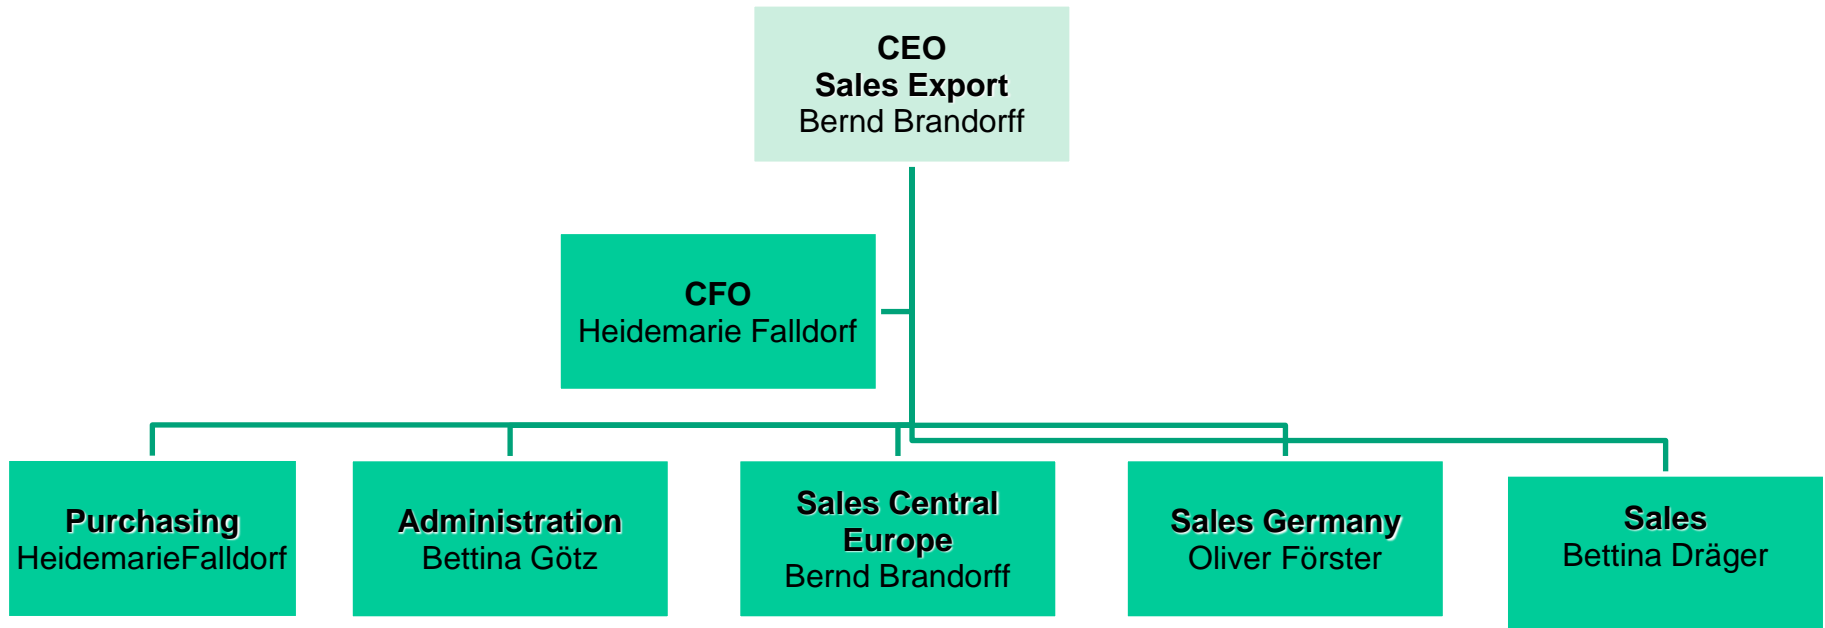 CEO
Sales Export
Bernd Brandorff
CFO
Heidemarie Falldorf
Purchasing
HeidemarieFalldorf
Administration
Bettina Götz
Sales Central
Europe
Bernd Brandorff
Sales Germany
Oliver Förster
Sales
Bettina Dräger